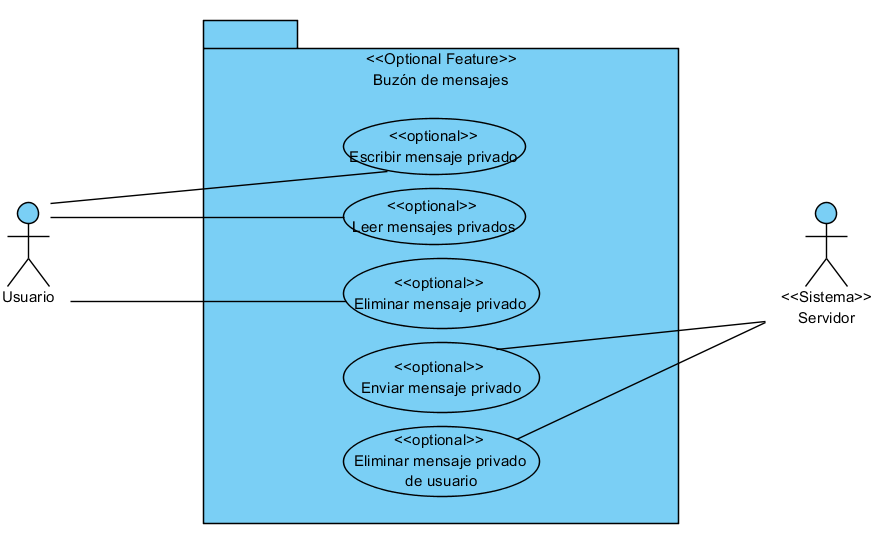 <<Optional Feature>>
Buzón de mensajes
<<optional>>
Escribir mensaje privado
<<optional>>
Leer mensajes privados
<<optional>>
Eliminar mensaje privado
<<optional>>
Enviar mensaje privado
<<optional>>
Eliminar mensaje privado
de usuario
Usuario
<<Sistema>>
Servidor